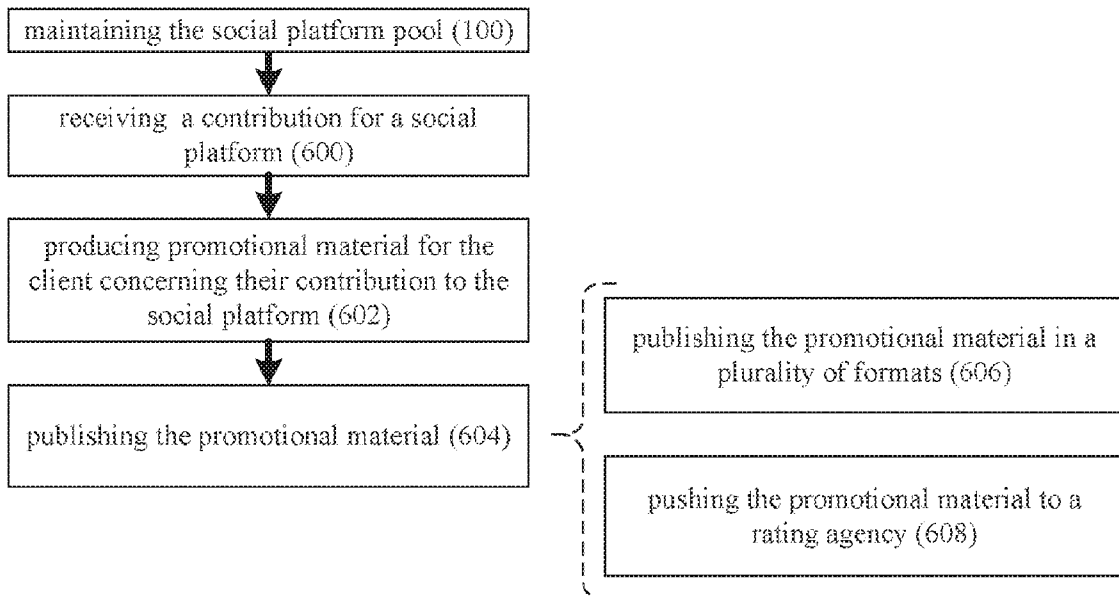 maintaining the social platform pool (100)
receiving a contribution for a social
platform (600)
producing promotional material for the
client concerning their contribution to the
social platform (602)
publishing the promotional material (604)
publishing the promotional material in a
plurality of formats (606)
pushing the promotional material to a
rating agency (608)